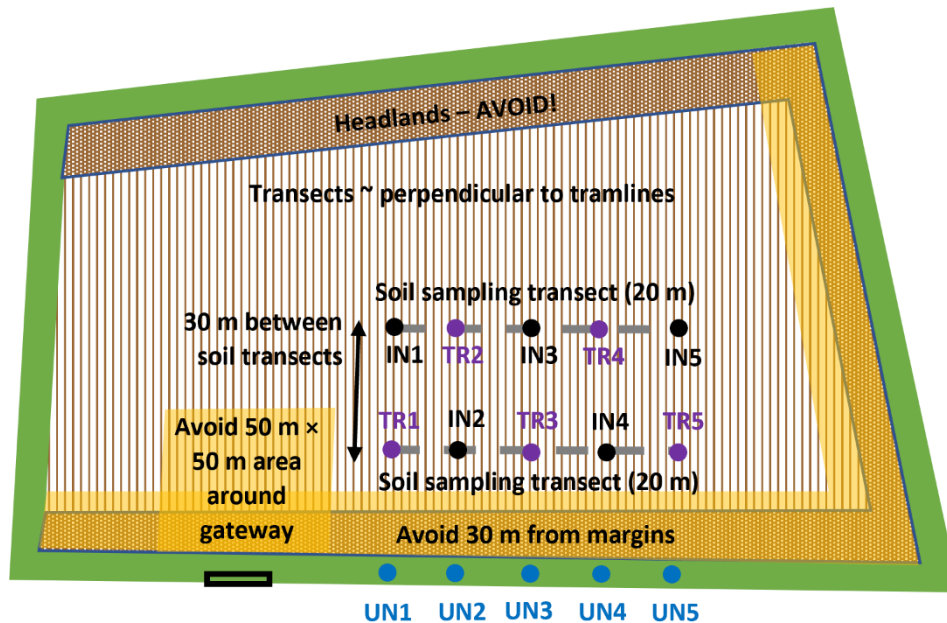 Headlands – AVOID!
Transects ~ perpendicular to tramlines
Soil sampling transect (20 m)
30 m between
soil transects
IN1 TR2 IN3 TR4 IN5
TR1 IN2 TR3 IN4 TR5
Soil sampling transect (20 m)
Avoid 50 m ×
50 m area
around
gateway
Avoid 30 m from margins
UN1 UN2 UN3 UN4 UN5